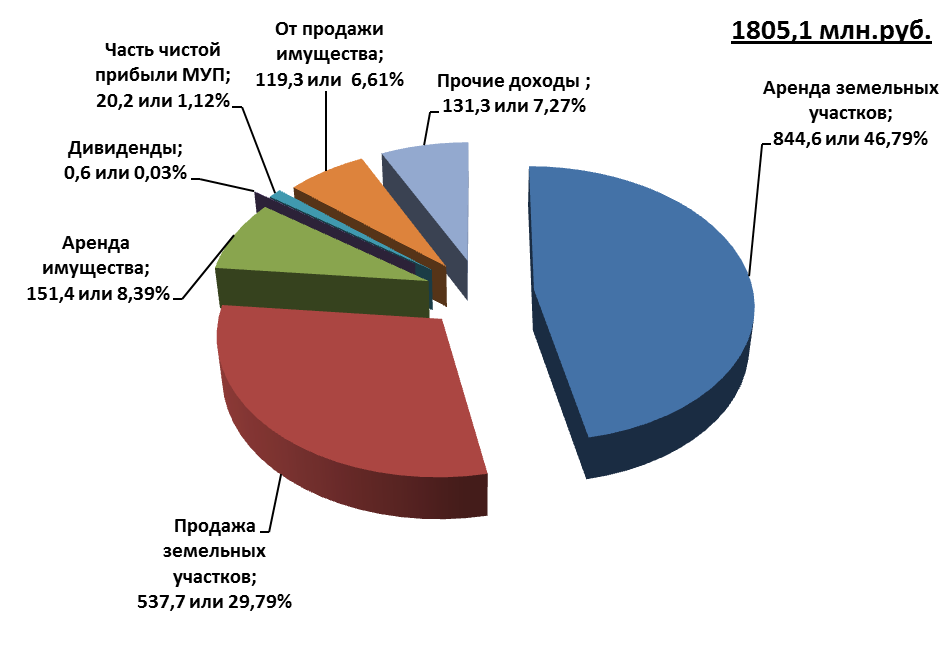 1805,1 млн.руб.
От продажи
имущества;
119,3 или  6,61%
Часть чистой
прибыли МУП;
20,2 или 1,12%
Прочие доходы ;
131,3 или 7,27%
Аренда земельных
участков;
844,6 или 46,79%
Дивиденды;
0,6 или 0,03%
Аренда
имущества;
151,4 или 8,39%
Продажа
земельных
участков;
537,7 или 29,79%